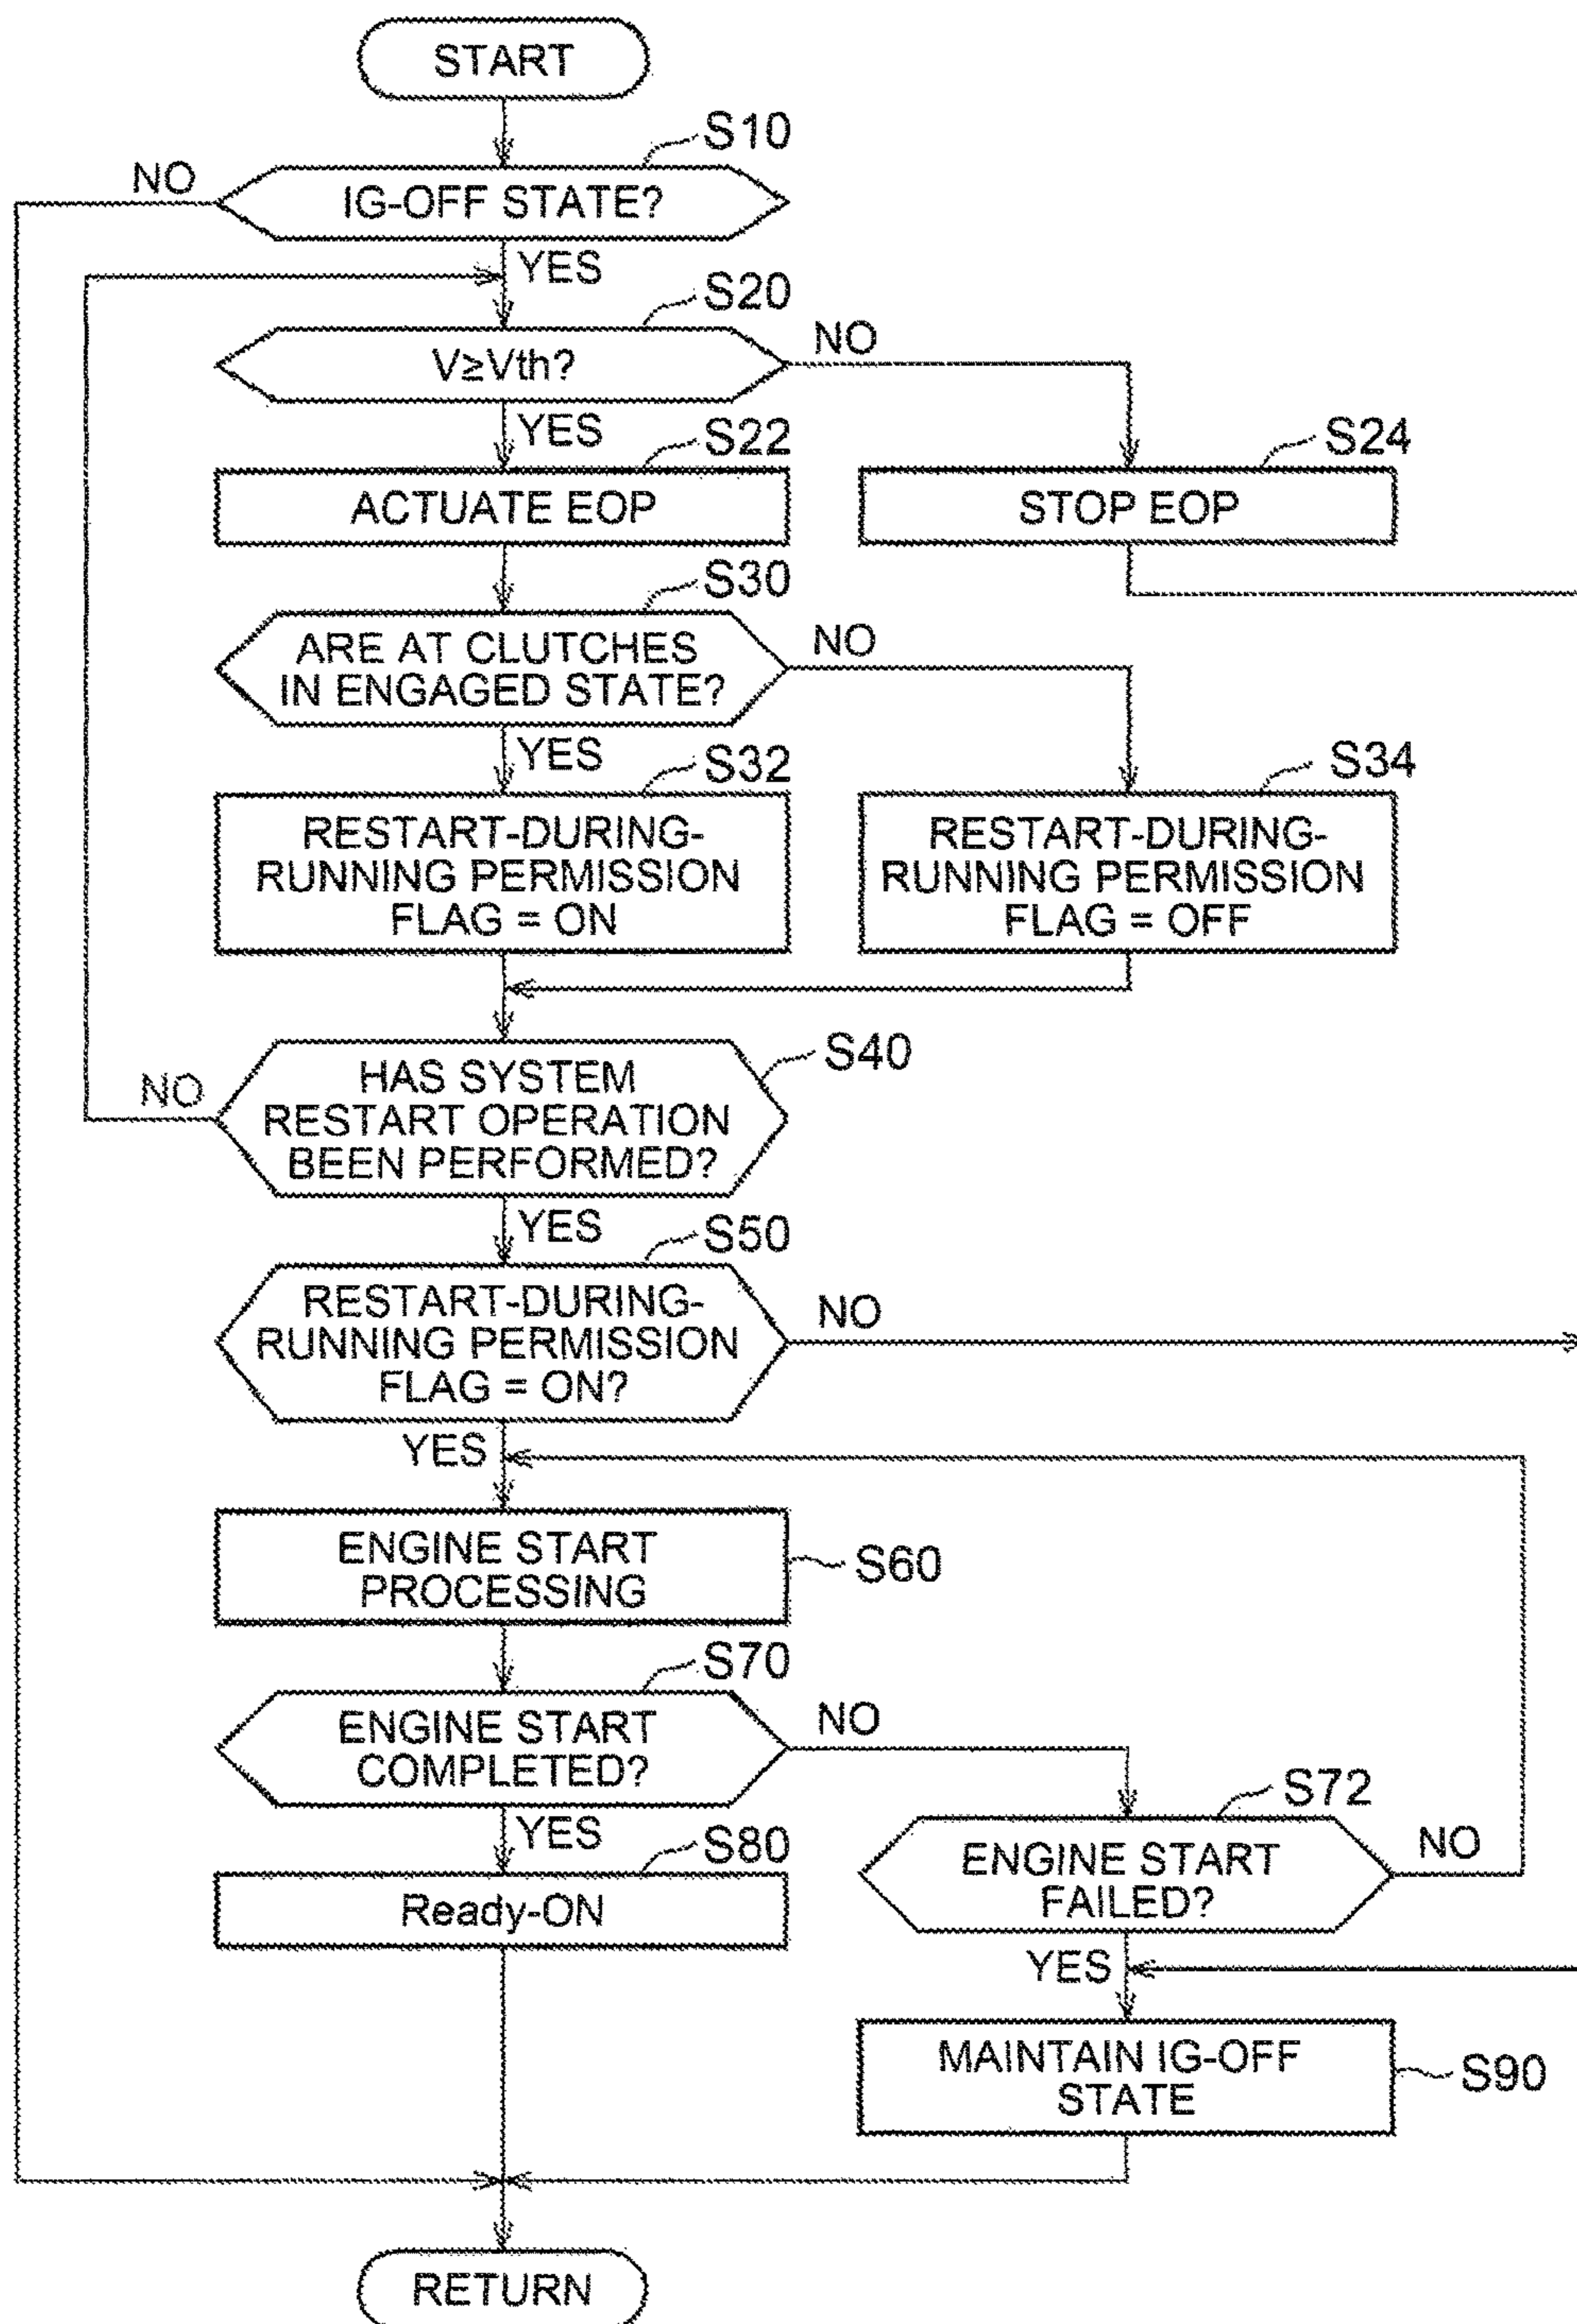 START
S10
NO
IG-OFF STATE?
YES
S20
V≥Vth?
NO
YES
S22
S24
ACTUATE EOP
STOP EOP
S30
ARE AT CLUTCHES
IN ENGAGED STATE?
NO
YES
S32
S34
RESTART-DURING-
RUNNING PERMISSION
FLAG = ON
RESTART-DURING-
RUNNING PERMISSION
FLAG = OFF
S40
NO
HAS SYSTEM
RESTART OPERATION
BEEN PERFORMED?
YES
S50
RESTART-DURING-
RUNNING PERMISSION
FLAG = ON?
NO
YES
ENGINE START
PROCESSING
S60
S70
ENGINE START
COMPLETED?
NO
S72
YES
S80
ENGINE START
FAILED?
NO
Ready-ON
YES
MAINTAIN IG-OFF
STATE
S90
RETURN